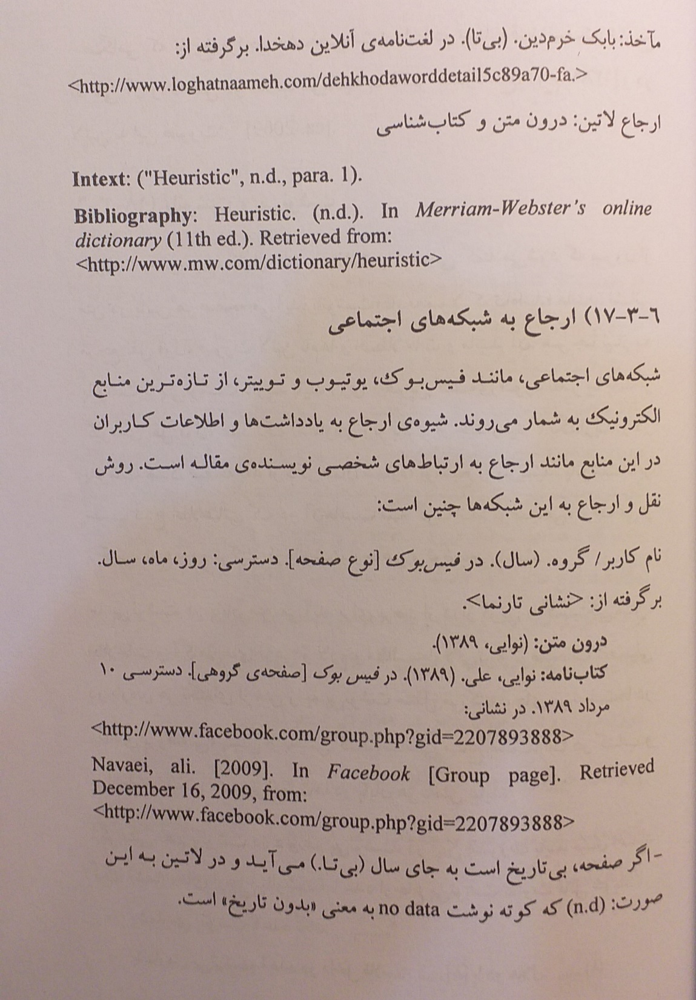 مآخذ: بابک خرم‌دین. (بی‌تا). در لغت‌نامه‌ی آنلاین دهخدا. برگرفته از:
<http://www.loghatnaameh.com/dehkhodaworddetail5c89a70-fa.>
ارجاع لاتین: درون متن و کتاب‌شناسی
Intext: ("Heuristic", n.d., para. 1).
Bibliography: Heuristic. (n.d.). In Merriam-Webster's online
dictionary (11th ed.). Retrieved from:
<http://www.mw.com/dictionary/heuristic>
۶-۳-۱۷) ارجاع به شبکه‌های اجتماعی
شبکه‌های اجتماعی، مانند فیس‌بوک، یوتیوب و توییتر، از تازه‌ترین منابع
الکترونیک به شمار می‌روند. شیوه‌ی ارجاع به یادداشت‌ها و اطلاعات کاربران
در این منابع مانند ارجاع به ارتباط‌های شخصی نویسنده‌ی مقاله است. روش
نقل و ارجاع به این شبکه‌ها چنین است:
نام کاربر/ گروه. (سال). در فیس‌بوک [نوع صفحه]. دسترسی: روز، ماه، سال.
برگرفته از: <نشانی تارنما>.
درون متن: (نوایی، ۱۳۸۹).
کتاب‌نامه: نوایی، علی. (۱۳۸۹). در فیس بوک [صفحه‌ی گروهی]. دسترسی ۱۰
مرداد ۱۳۸۹. در نشانی:
<http://www.facebook.com/group.php?gid=2207893888>
Navaei, ali. [2009]. In Facebook [Group page]. Retrieved
December 16, 2009, from:
<http://www.facebook.com/group.php?gid=2207893888>
-اگر صفحه، بی‌تاریخ است به جای سال (بی‌تا.) می‌آید و در لاتین به این
صورت: (n.d) که کوته نوشت no data به معنی «بدون تاریخ» است.